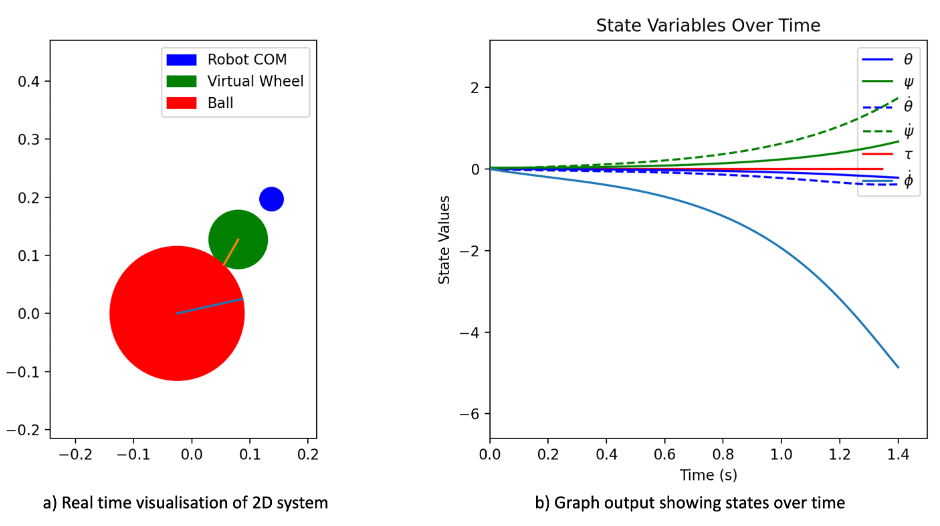 Robot COM
Virtual Wheel
Ball
0.4
0.3
0.2
0.1
0.0
−0.1
−0.2
−0.2 −0.1 0.0 0.1 0.2
a) Real time visualisation of 2D system
State Variables Over Time
θ
ψ
θ̇
ψ̇
τ
ϕ̇
State Values
2
0
−2
−4
−6
0.0 0.2 0.4 0.6 0.8 1.0 1.2 1.4
Time (s)
b) Graph output showing states over time